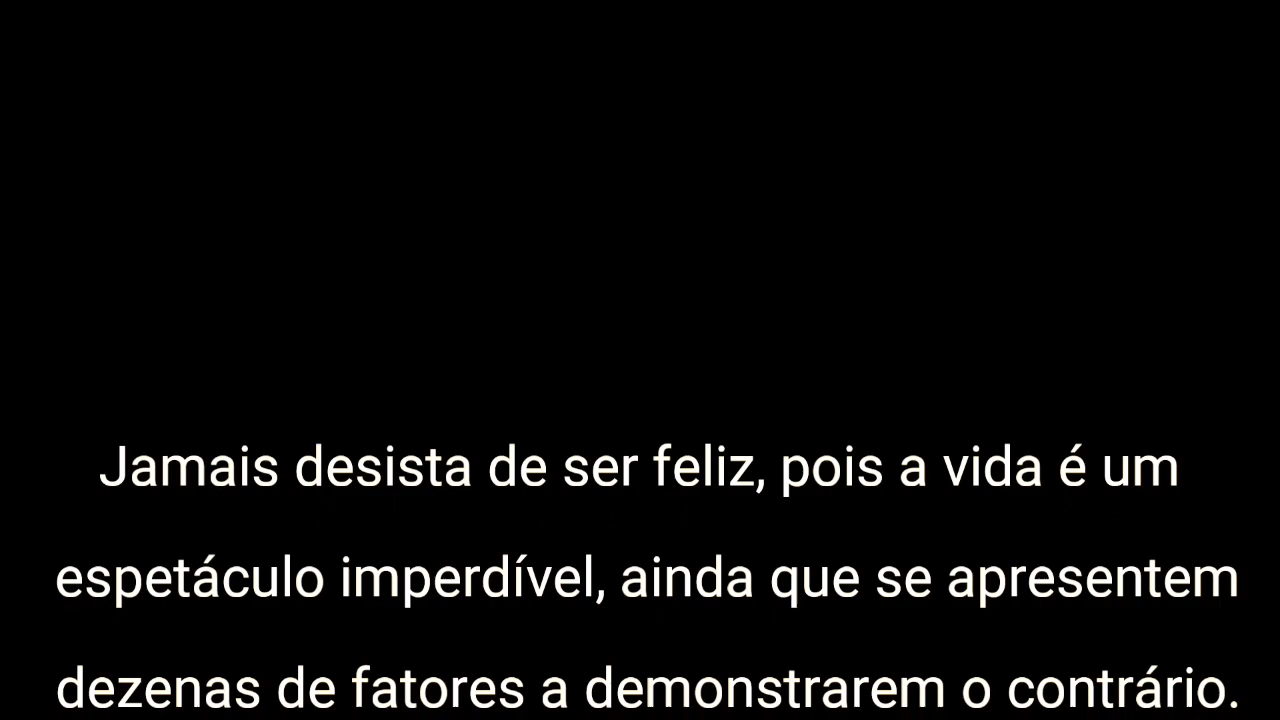 Jamais desista de ser feliz, pois a vida é um
espetáculo imperdível, ainda que se apresentem
dezenas de fatores a demonstrarem o contrário.